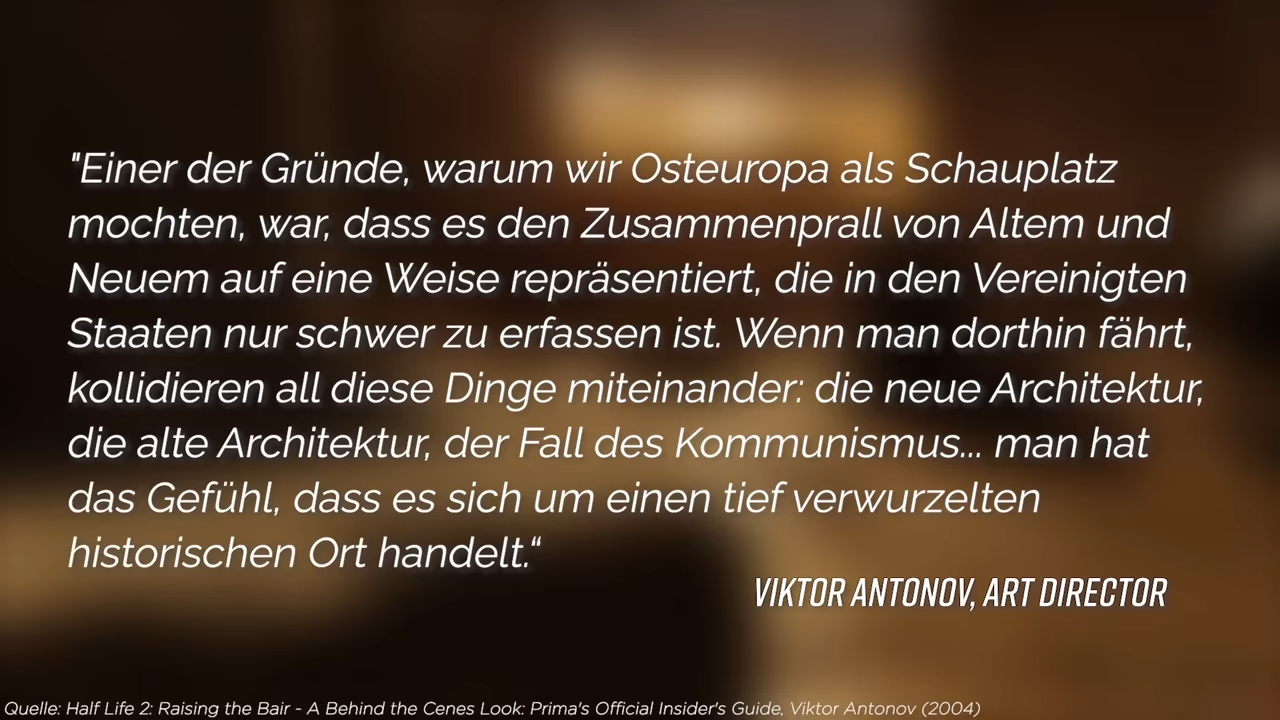 "Einer der Gründe, warum wir Osteuropa als Schauplatz
mochten, war, dass es den Zusammenprall von Altem und
Neuem auf eine Weise repräsentiert, die in den Vereinigten
Staaten nur schwer zu erfassen ist. Wenn man dorthin fährt,
kollidieren all diese Dinge miteinander: die neue Architektur,
die alte Architektur, der Fall des Kommunismus... man hat
das Gefühl, dass es sich um einen tief verwurzelten
historischen Ort handelt.“
VIKTOR ANTONOV, ART DIRECTOR
Quelle: Half Life 2: Raising the Bair - A Behind the Cenes Look: Prima's Official Insider's Guide, Viktor Antonov (2004)